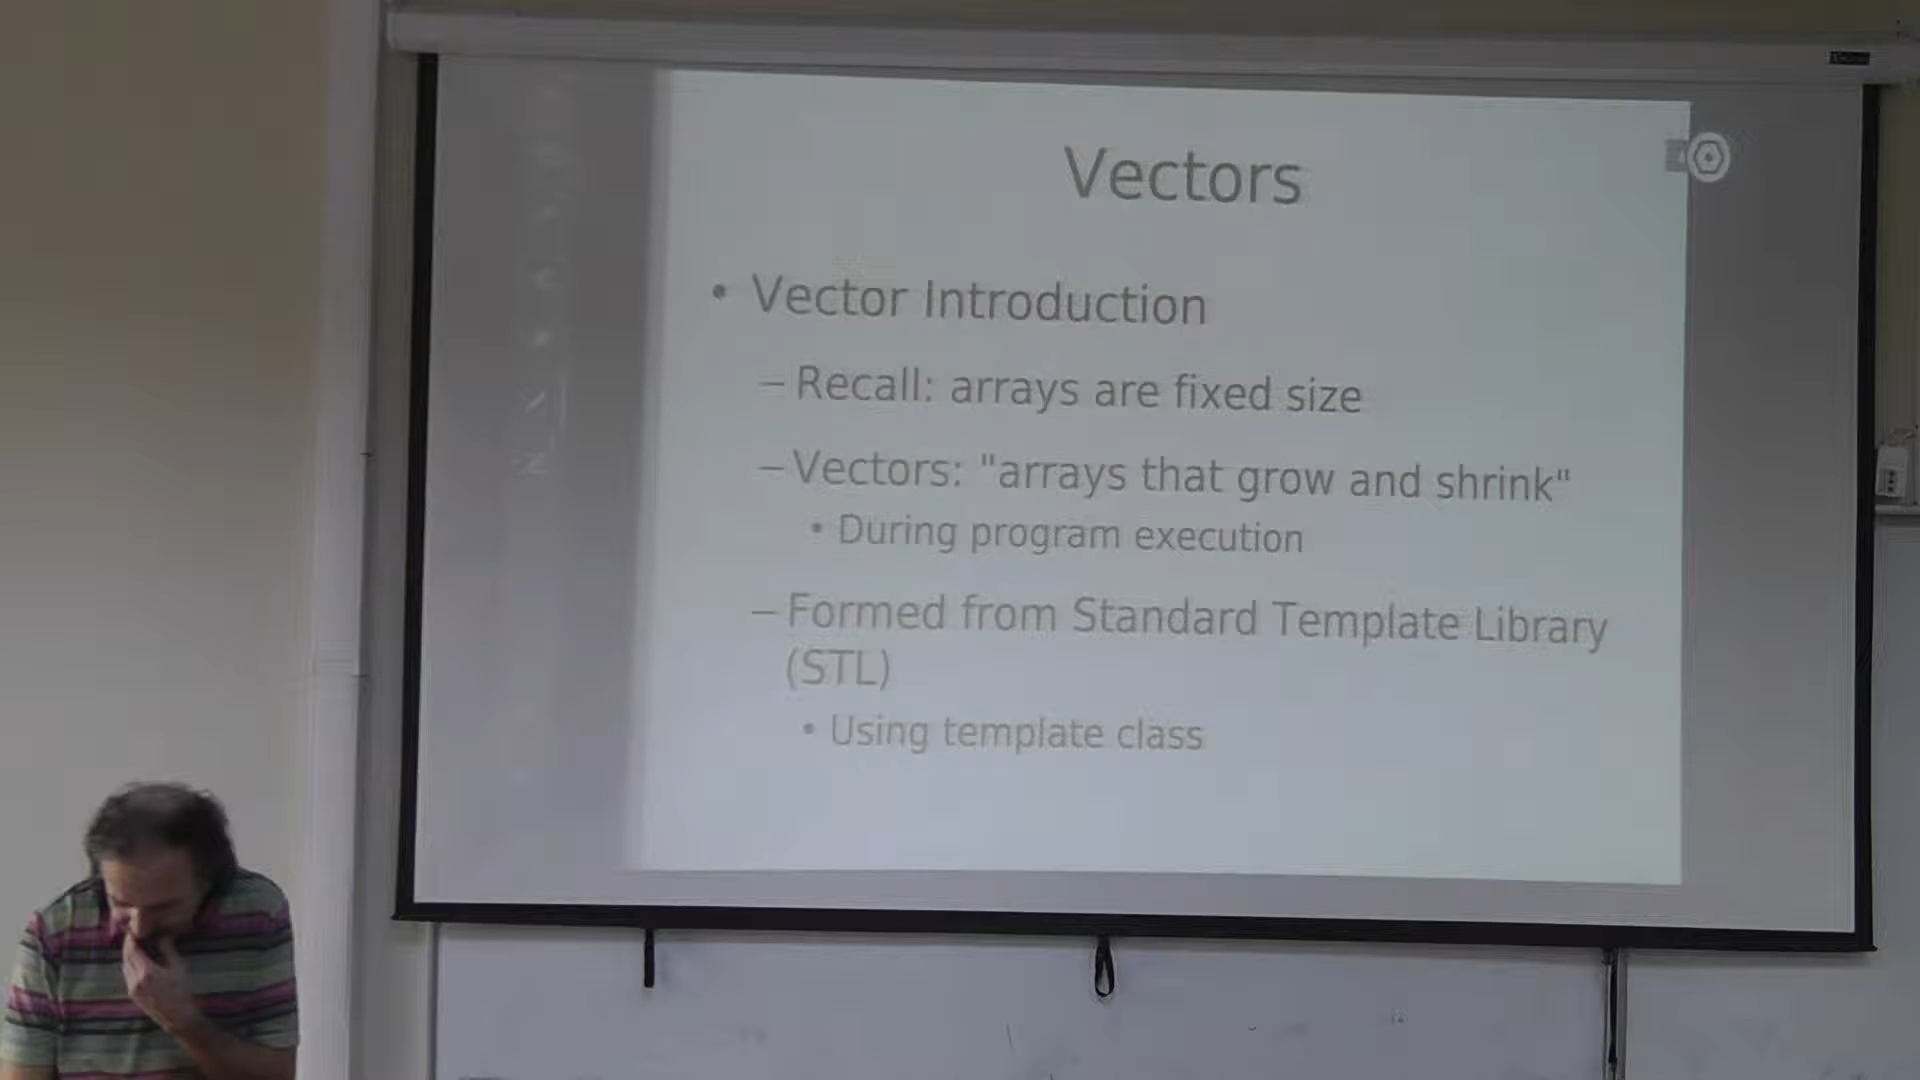 Vectors
• Vector Introduction
– Recall: arrays are fixed size
– Vectors: "arrays that grow and shrink"
• During program execution
– Formed from Standard Template Library
(STL)
• Using template class